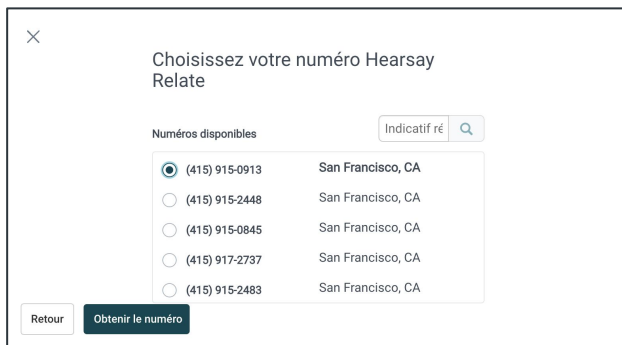 Choisissez votre numéro Hearsay
Relate
Numéros disponibles
Indicatif ré
(415) 915-0913 San Francisco, CA
(415) 915-2448 San Francisco, CA
(415) 915-0845 San Francisco, CA
(415) 917-2737 San Francisco, CA
(415) 915-2483 San Francisco, CA
Retour Obtenir le numéro